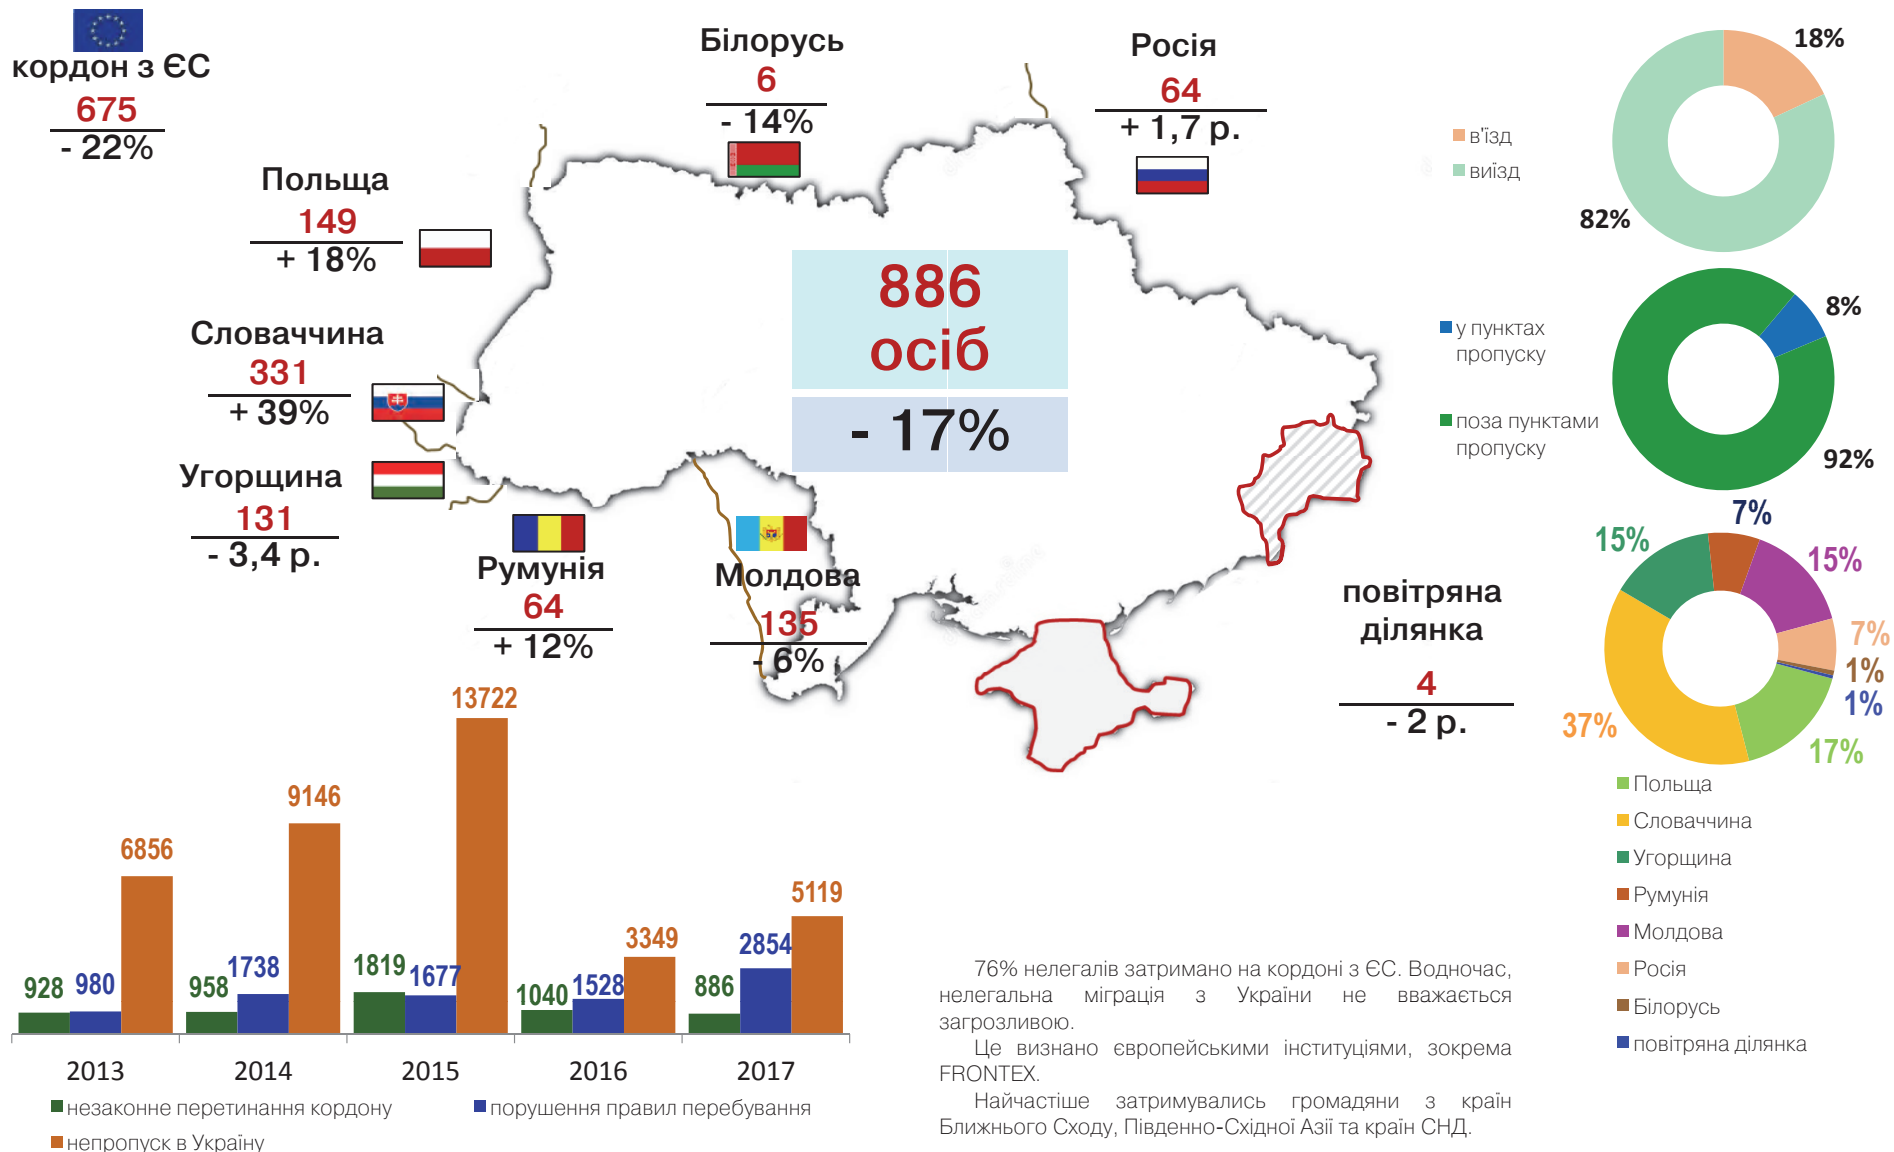 кордон з ЄС
675
- 22%
Білорусь
6
- 14%
Росія
64
+ 1,7 р.
Польща
149
+ 18%
Словаччина
331
+ 39%
Угорщина
131
- 3,4 р.
Румунія
64
+ 12%
Молдова
135
- 6%
886
осіб
- 17%
повітряна
ділянка
4
- 2 р.
18%
82%
в'їзд
виїзд
8%
92%
у пунктах
пропуску
поза пунктами
пропуску
7%
15%
15%
7%
1%
1%
37%
17%
Польща
Словаччина
Угорщина
Румунія
Молдова
Росія
Білорусь
повітряна ділянка
928
980
6856
958
1738
9146
1819
1677
13722
1040
1528
3349
886
2854
5119
2013
2014
2015
2016
2017
незаконне перетинання кордону
порушення правил перебування
непропуск в Україну
76% нелегалів затримано на кордоні з ЄС. Водночас,
нелегальна міграція з України не вважається
загрозливою.
Це визнано європейськими інституціями, зокрема
FRONTEX.
Найчастіше затримувались громадяни з країн
Ближнього Сходу, Південно-Східної Азії та країн СНД.